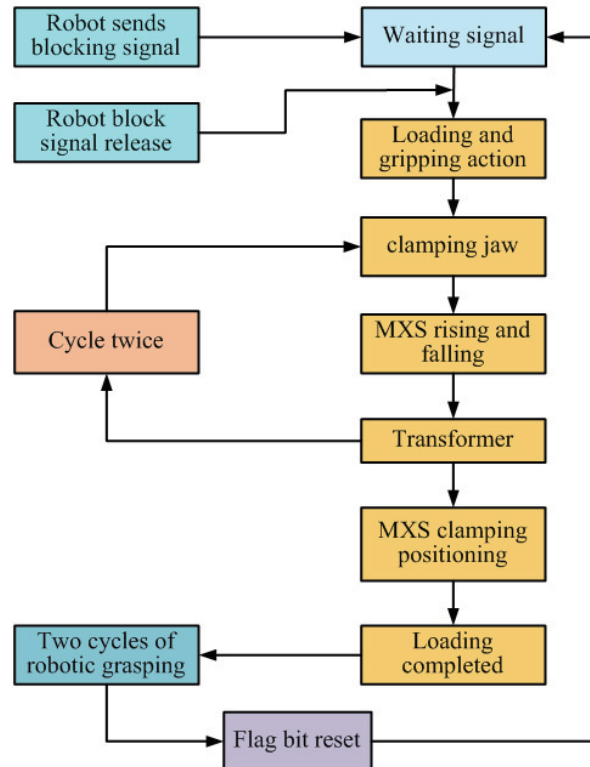 Robot sends
blocking signal
Waiting signal
Robot block
signal release
Loading and
gripping action
clamping jaw
Cycle twice
MXS rising and
falling
Transformer
MXS clamping
positioning
Two cycles of
robotic grasping
Loading
completed
Flag bit reset